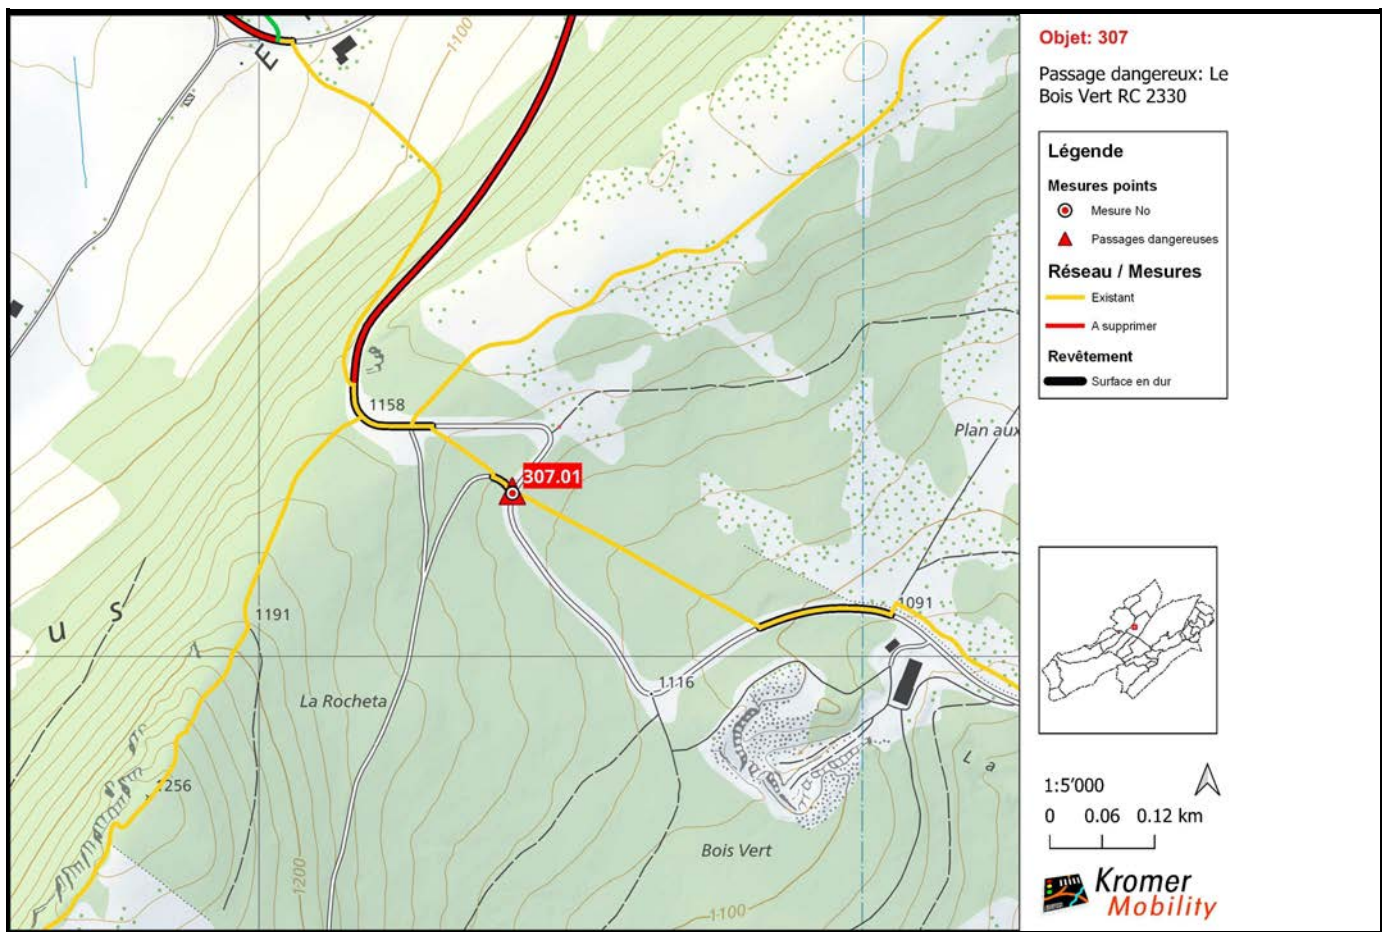 Objet: 307
Passage dangereux: Le
Bois Vert RC 2330
Légende
Mesures points
Mesure No
Passages dangereuses
Réseau / Mesures
Existant
A supprimer
Revêtement
Surface en dur
1:5'000
0 0.06 0.12 km
Kromer
Mobility
E
1100
1158
307.01
Plan aux
1091
1191
u s
1116
La Rocheta
1256
L a
Bois Vert
1200
1100